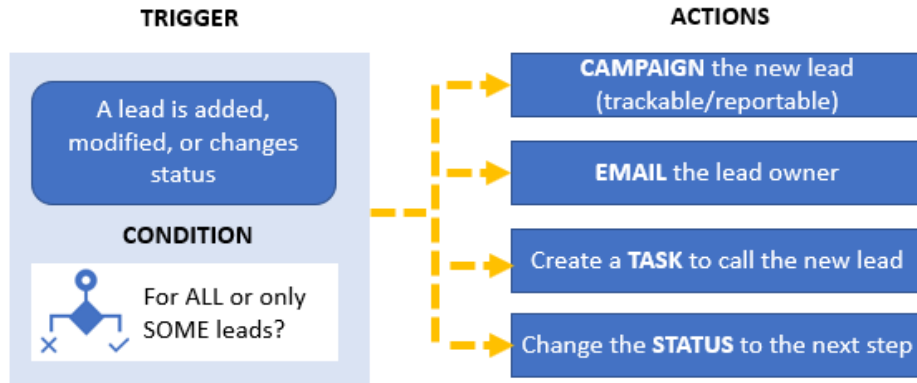 TRIGGER
A lead is added,
modified, or changes
status
CONDITION
For ALL or only
SOME leads?
ACTIONS
CAMPAIGN the new lead
(trackable/reportable)
EMAIL the lead owner
Create a TASK to call the new lead
Change the STATUS to the next step